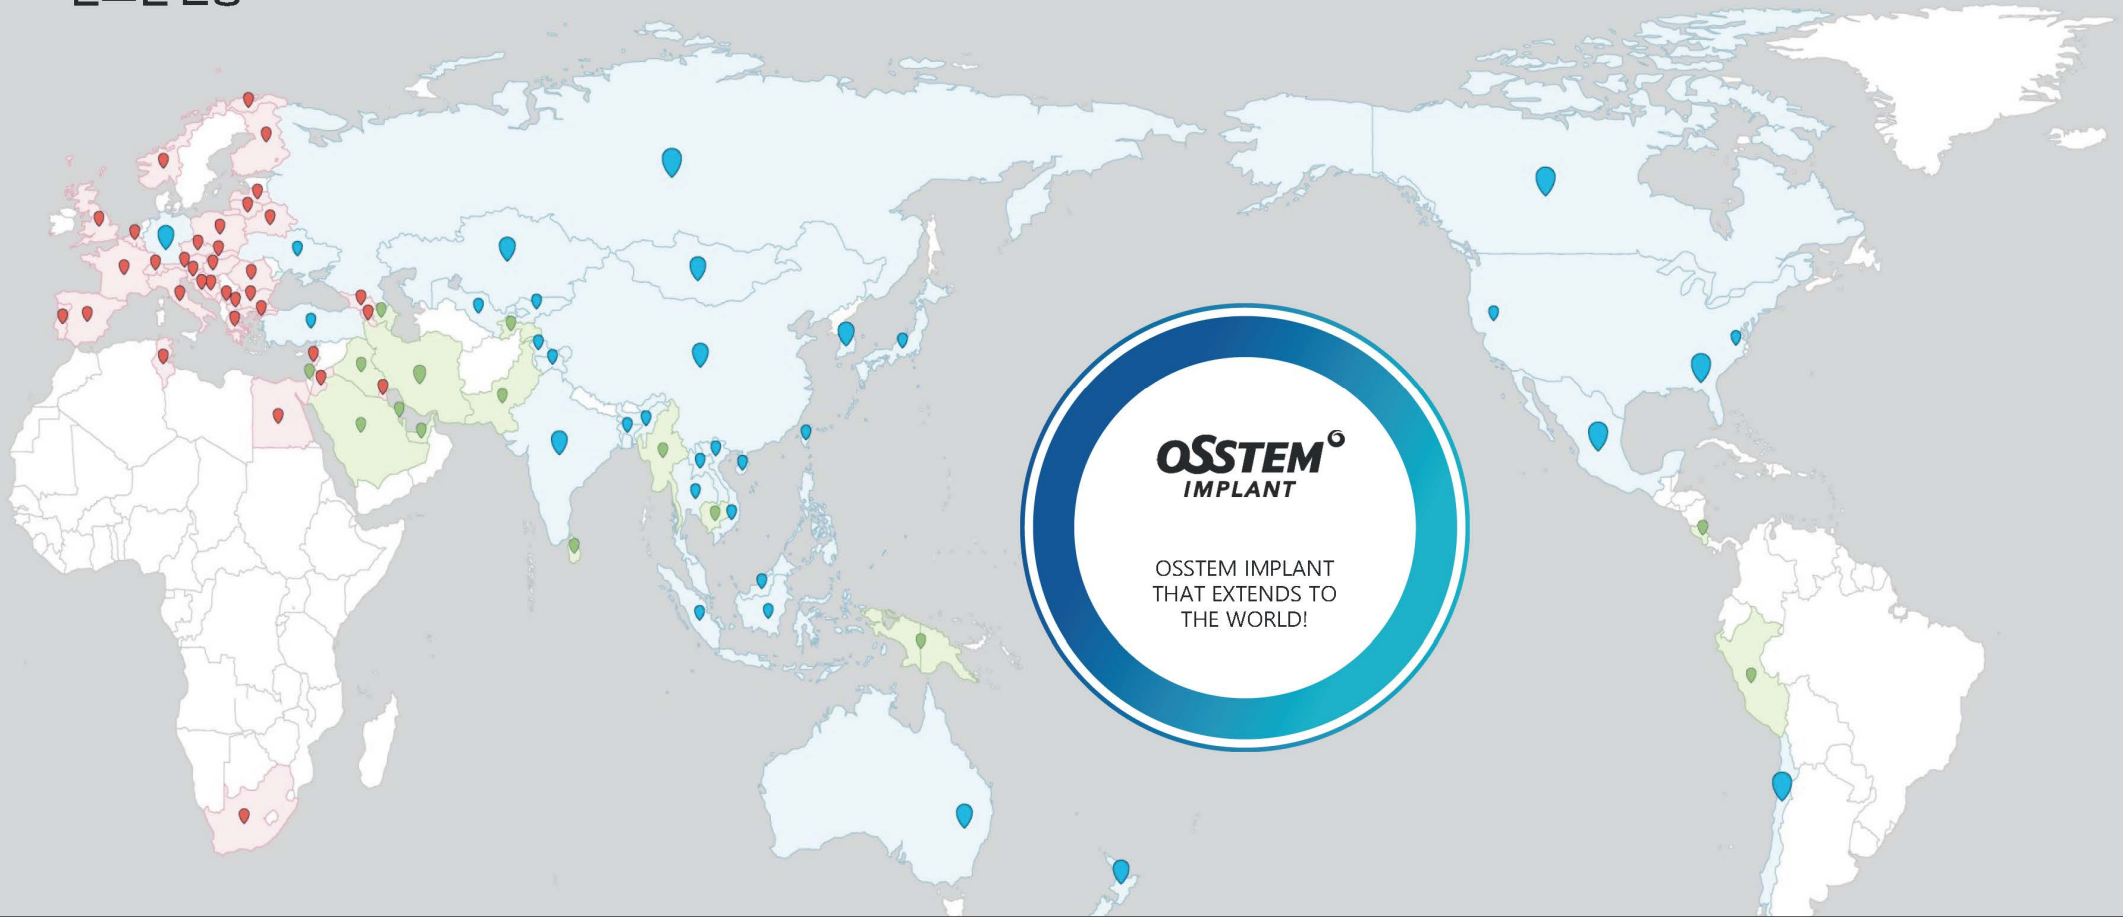 OSSTEM
IMPLANT
OSSTEM IMPLANT
THAT EXTENDS TO
THE WORLD!